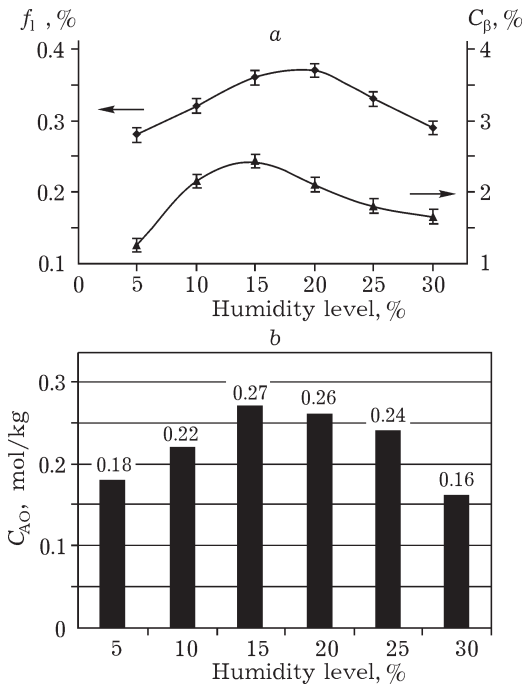 f₁, % a Cᵦ, %
0.4 4
0.3 3
0.2 2
0.1 1
0 5 10 15 20 25 30
Humidity level, %
b
C_AO, mol/kg
0.3
0.2
0.1
0
0.18 0.22 0.27 0.26 0.24 0.16
5 10 15 20 25 30
Humidity level, %